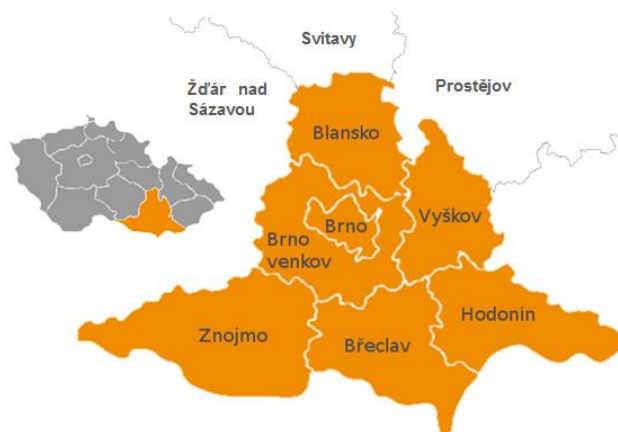 Svitavy
Žďár nad
Sázavou
Prostějov
Blansko
Vyškov
Brno
Brno
venkov
Znojmo
Břeclav
Hodonín